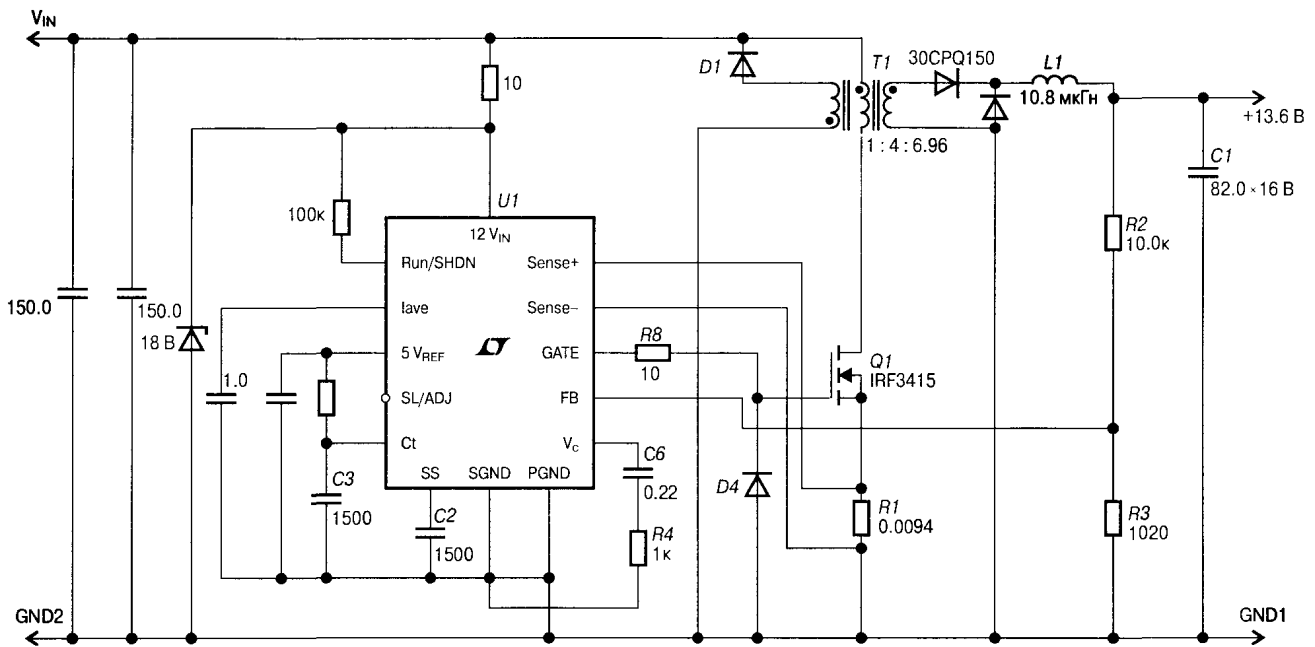 VIN
10
D1
30CPQ150
T1
L1
10.8 мкГн
+13.6 В
1 : 4 : 6.96
C1
82.0 × 16 В
U1
100к
12 VIN
Run/SHDN
Sense+
R2
10.0к
150.0
150.0
Iave
Sense–
18 В
5 VREF
GATE
R8
10
Q1
IRF3415
1.0
SL/ADJ
FB
Ct
Vc
C6
0.22
SS
SGND
PGND
C3
1500
C2
1500
D4
R1
0.0094
R3
1020
R4
1к
GND2
GND1